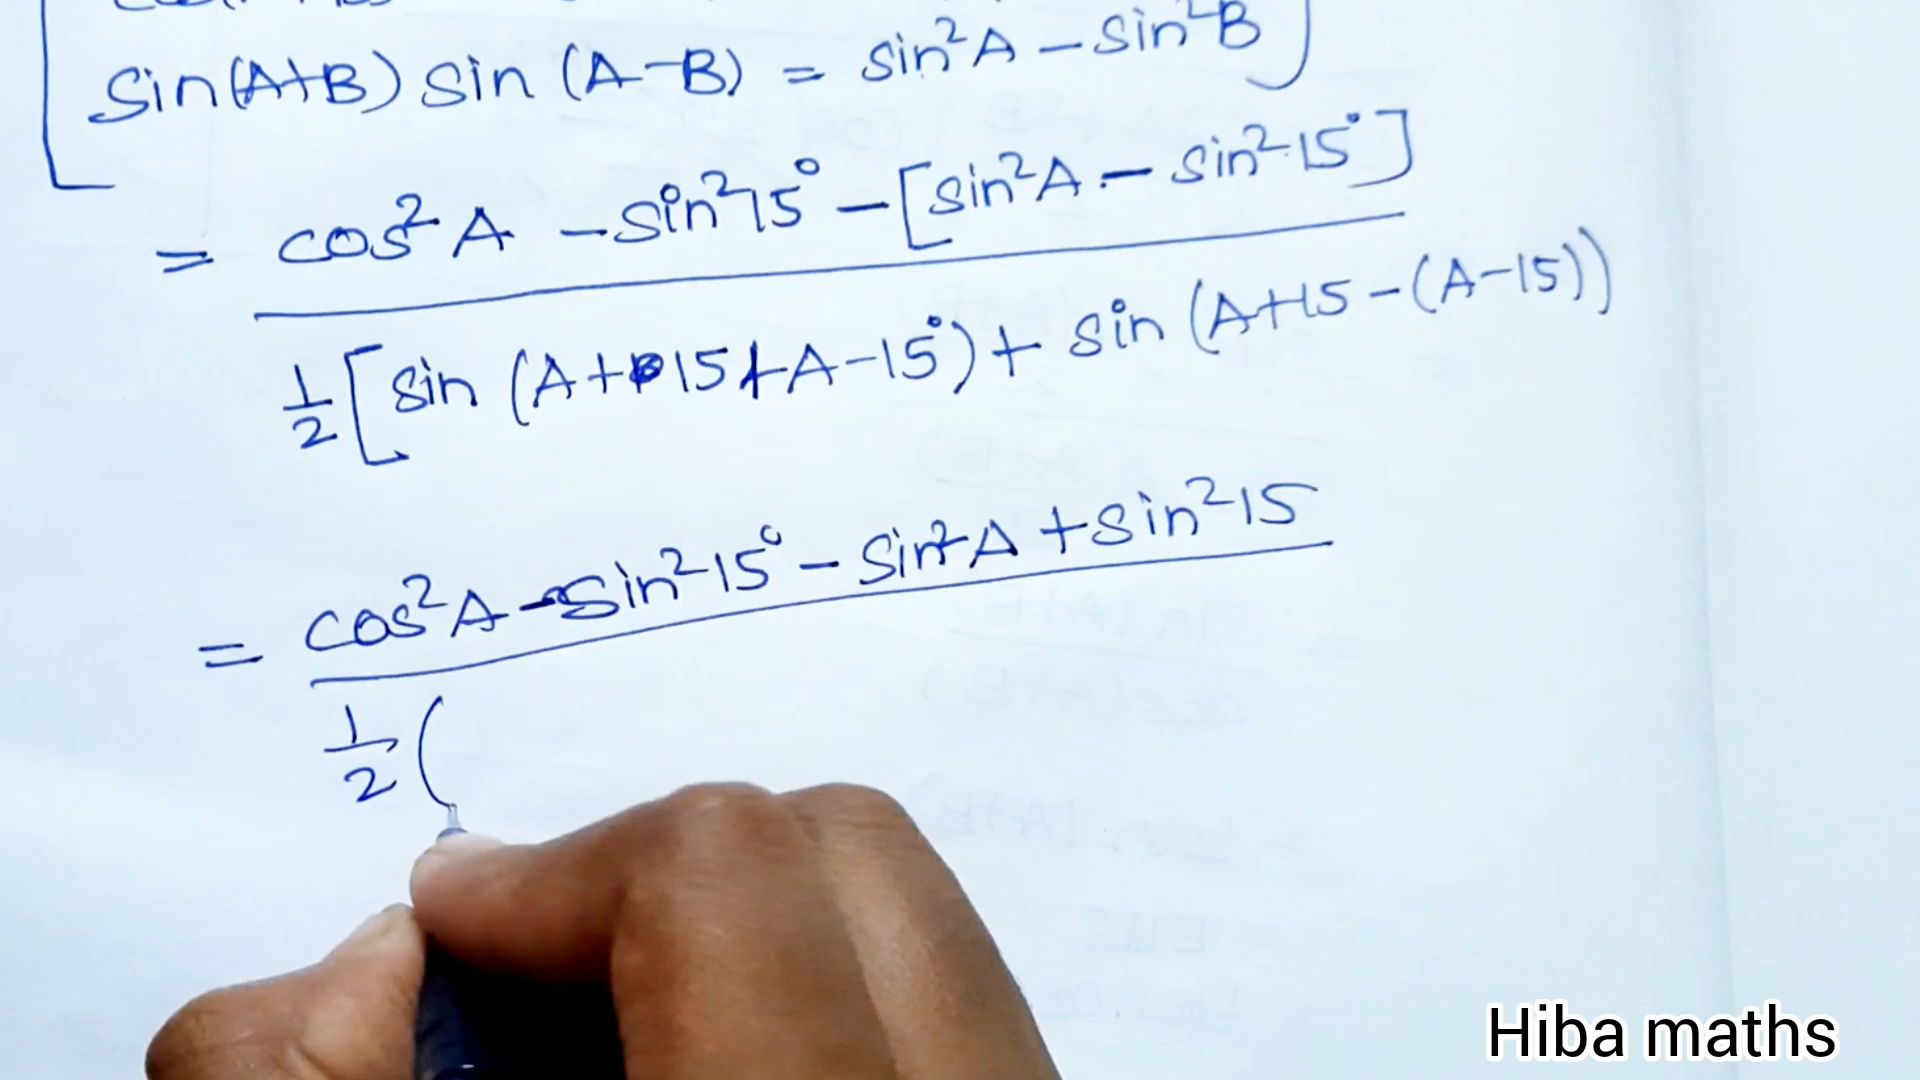 Sin(A+B) Sin (A-B) = Sin²A - Sin²B
= cos²A - Sin²15° - [Sin²A - Sin²15°]
1/2 [Sin (A+15+A-15°) + Sin (A+15-(A-15))
= cos²A - Sin²15° - Sin²A + Sin²15
1/2 (
Hiba maths